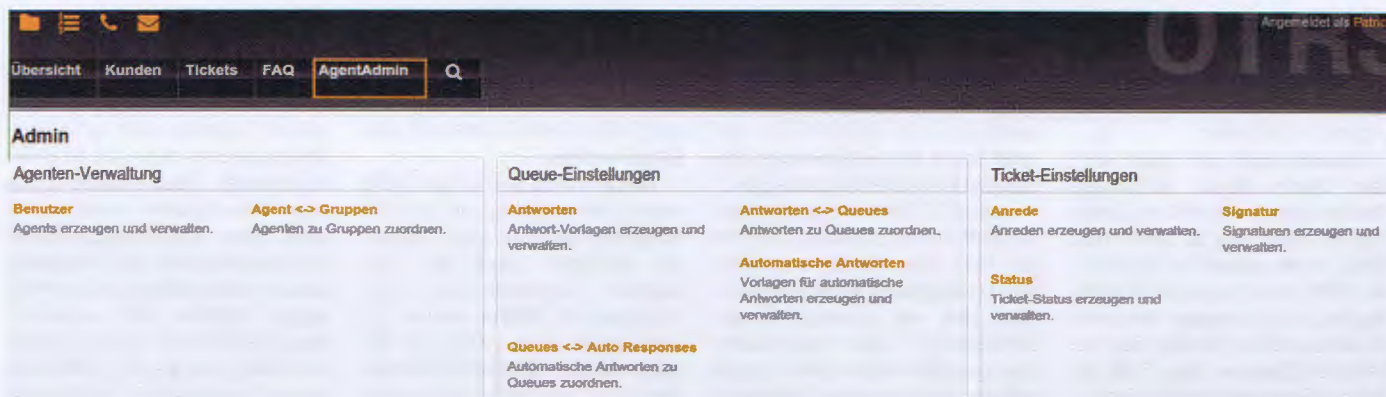 Angemeldet als
OTRS
Übersicht Kunden Tickets FAQ AgentAdmin
Admin
Agenten-Verwaltung
Benutzer
Agents erzeugen und verwalten.
Agent <-> Gruppen
Agenten zu Gruppen zuordnen.
Queue-Einstellungen
Antworten
Antwort-Vorlagen erzeugen und
verwalten.
Antworten <-> Queues
Antworten zu Queues zuordnen.
Automatische Antworten
Vorlagen für automatische
Antworten erzeugen und
verwalten.
Queues <-> Auto Responses
Automatische Antworten zu
Queues zuordnen.
Ticket-Einstellungen
Anrede
Anreden erzeugen und verwalten.
Signatur
Signaturen erzeugen und
verwalten.
Status
Ticket-Status erzeugen und
verwalten.